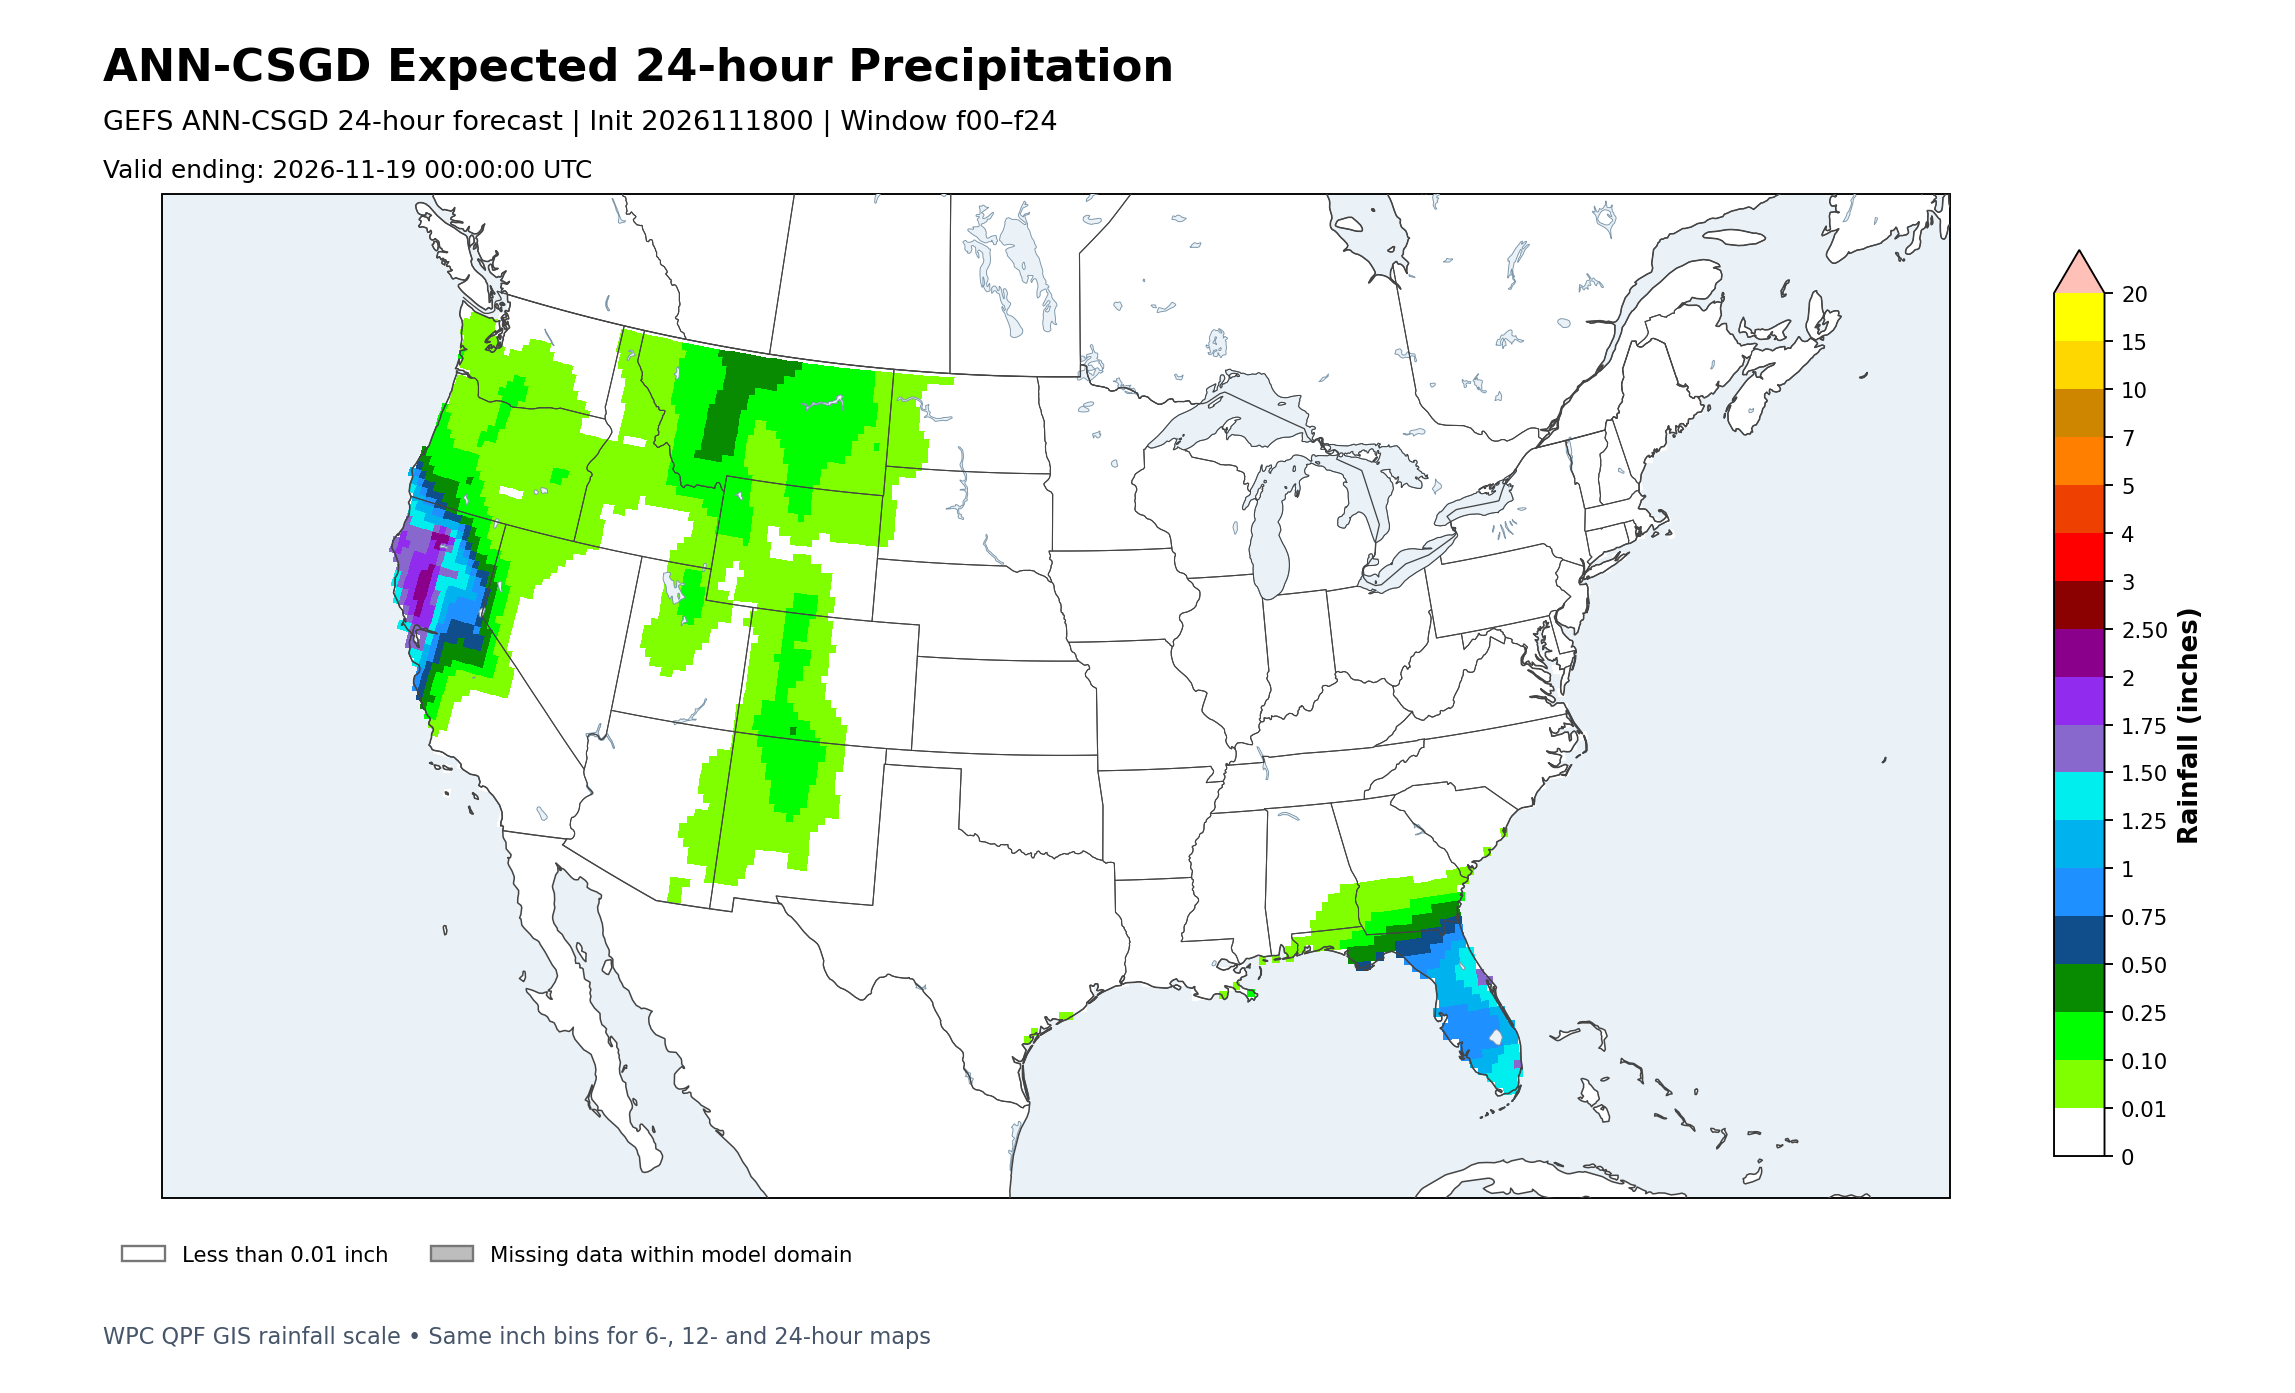 ANN-CSGD Expected 24-hour Precipitation
GEFS ANN-CSGD 24-hour forecast | Init 2026111800 | Window f00–f24
Valid ending: 2026-11-19 00:00:00 UTC
20
15
10
7
5
4
3
2.50
2
1.75
1.50
1.25
1
0.75
0.50
0.25
0.10
0.01
0
Rainfall (inches)
Less than 0.01 inch
Missing data within model domain
WPC QPF GIS rainfall scale • Same inch bins for 6-, 12- and 24-hour maps